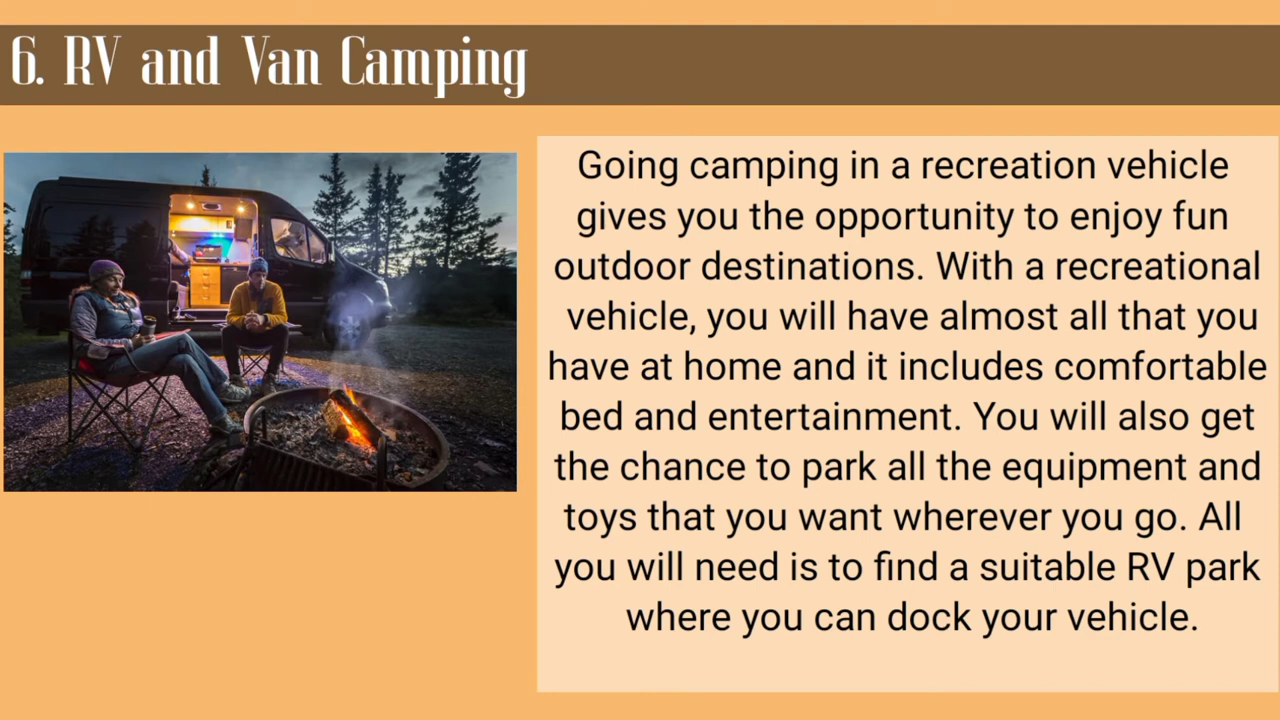 6. RV and Van Camping
Going camping in a recreation vehicle
gives you the opportunity to enjoy fun
outdoor destinations. With a recreational
vehicle, you will have almost all that you
have at home and it includes comfortable
bed and entertainment. You will also get
the chance to park all the equipment and
toys that you want wherever you go. All
you will need is to find a suitable RV park
where you can dock your vehicle.